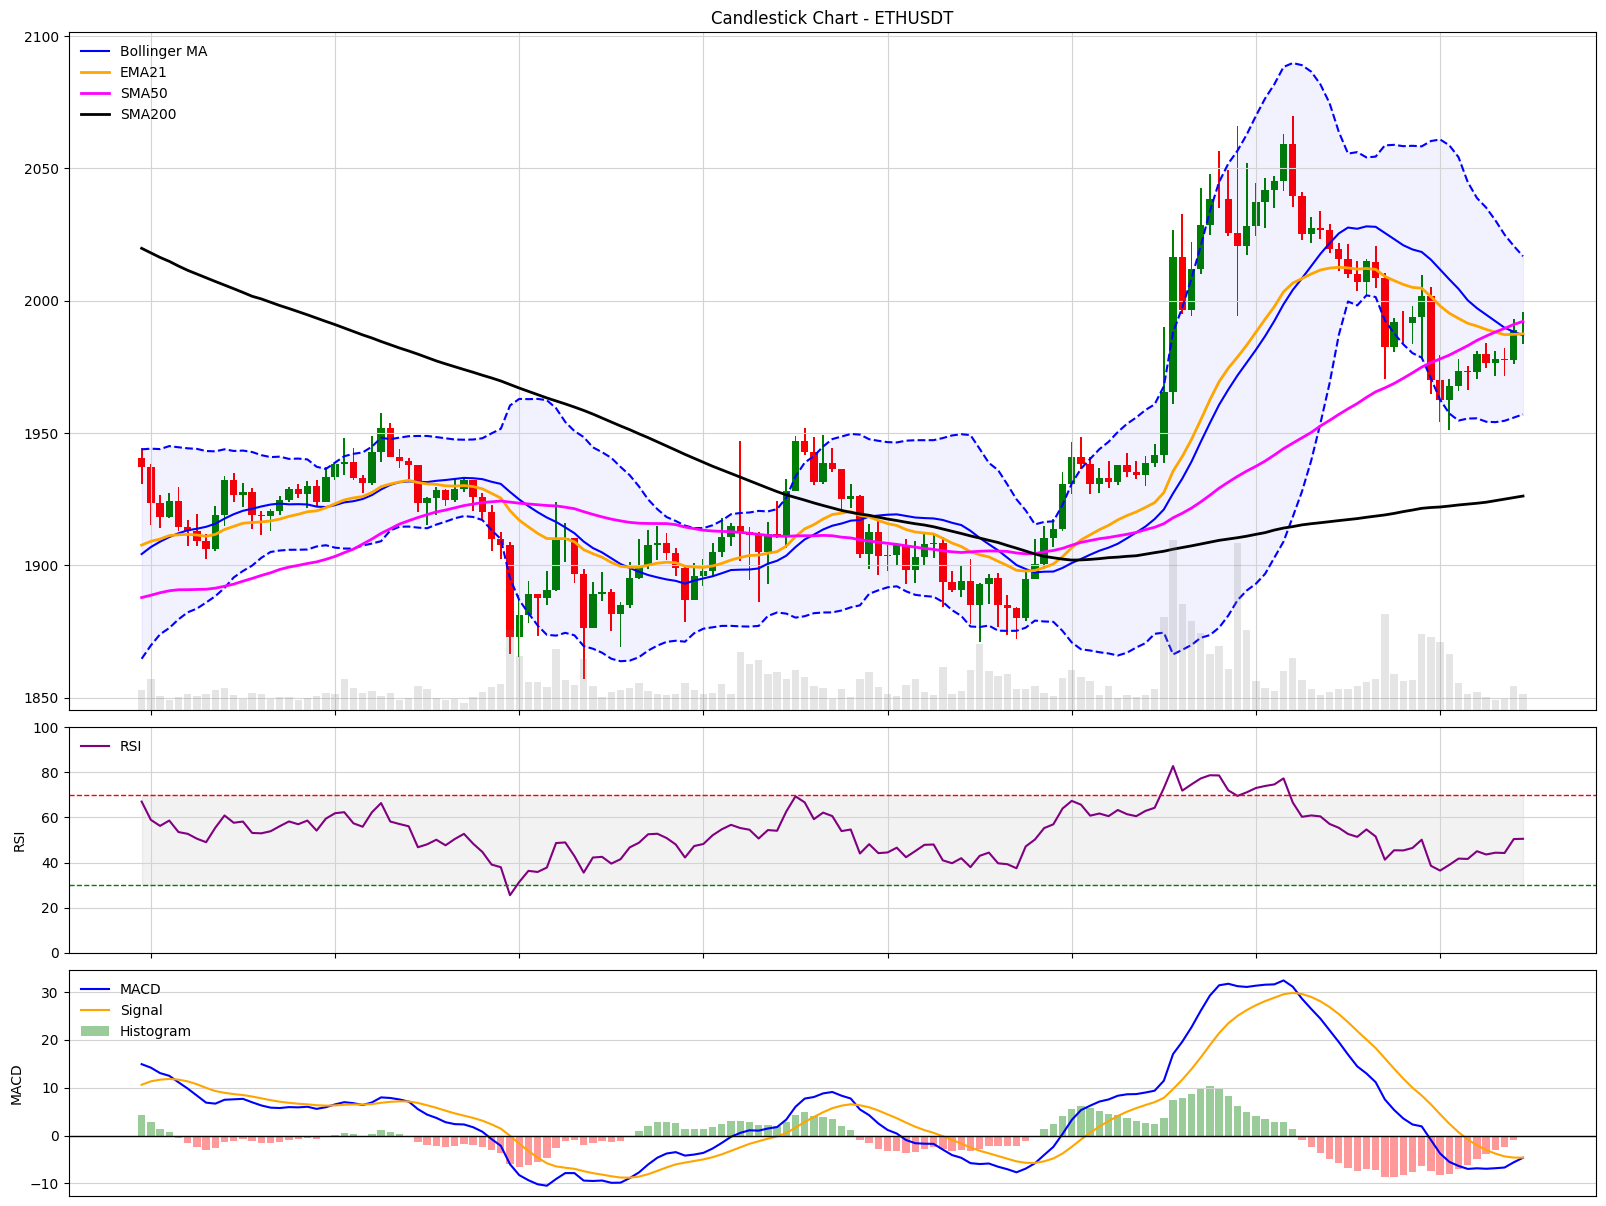 Candlestick Chart - ETHUSDT
2100
2050
2000
1950
1900
1850
Bollinger MA
EMA21
SMA50
SMA200
100
80
60
40
20
0
RSI
RSI
30
20
10
0
−10
MACD
MACD
Signal
Histogram